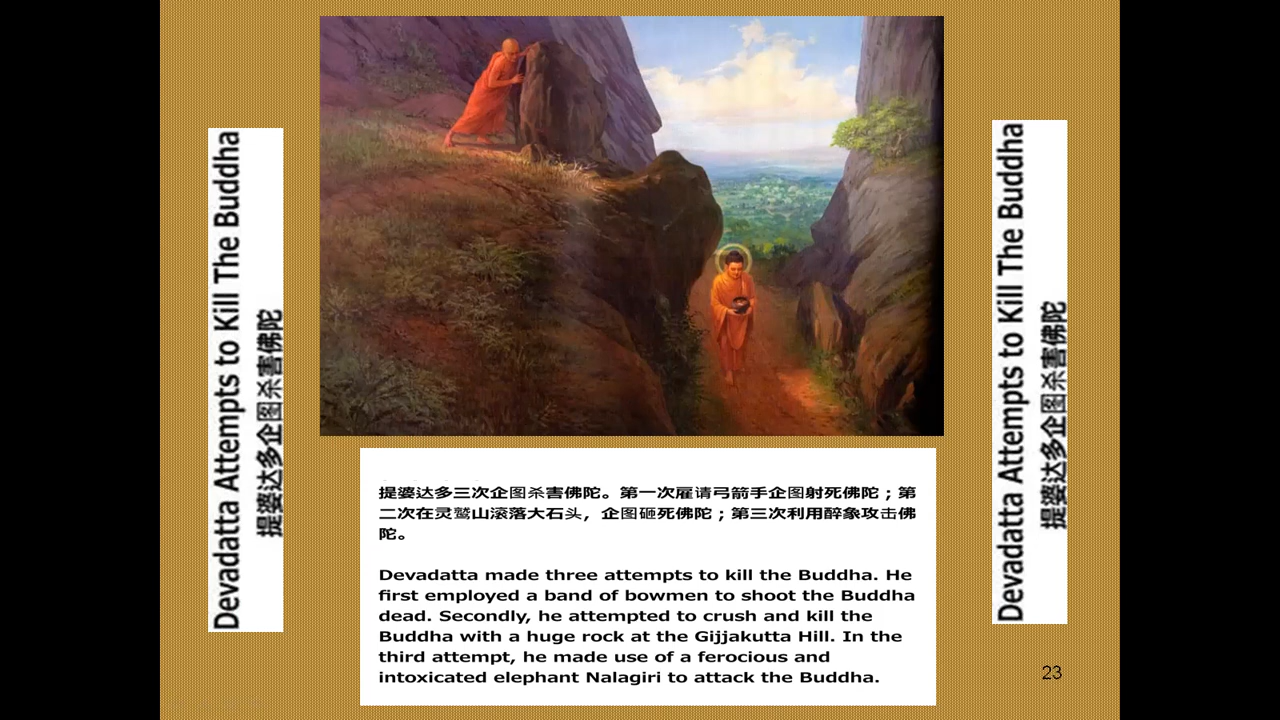 Devadatta Attempts to Kill The Buddha
提婆达多企图杀害佛陀
提婆达多三次企图杀害佛陀。第一次雇请弓箭手企图射死佛陀；第
二次在灵鹫山滚落大石头，企图砸死佛陀；第三次利用醉象攻击佛
陀。
Devadatta made three attempts to kill the Buddha. He
first employed a band of bowmen to shoot the Buddha
dead. Secondly, he attempted to crush and kill the
Buddha with a huge rock at the Gijjakutta Hill. In the
third attempt, he made use of a ferocious and
intoxicated elephant Nalagiri to attack the Buddha.
Devadatta Attempts to Kill The Buddha
提婆达多企图杀害佛陀
23